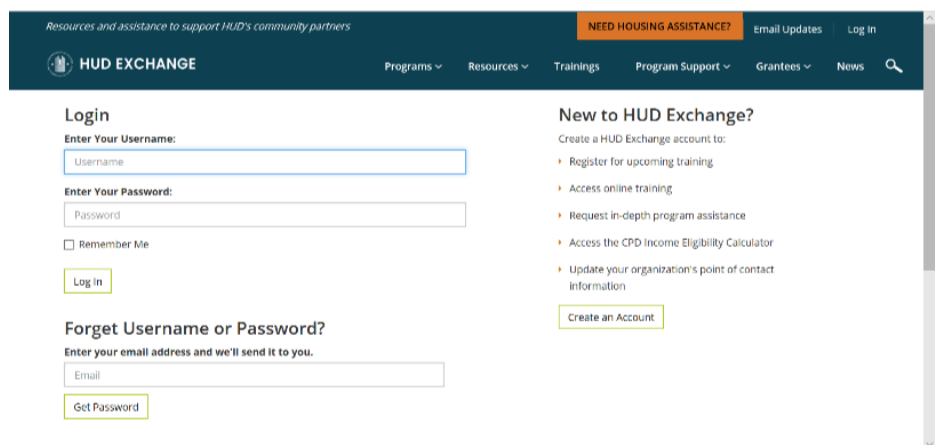 Resources and assistance to support HUD's community partners
NEED HOUSING ASSISTANCE?
Email Updates
Log In
HUD EXCHANGE
Programs
Resources
Trainings
Program Support
Grantees
News
Login
Enter Your Username:
Username
Enter Your Password:
Password
Remember Me
Log In
Forget Username or Password?
Enter your email address and we'll send it to you.
Email
Get Password
New to HUD Exchange?
Create a HUD Exchange account to:
Register for upcoming training
Access online training
Request in-depth program assistance
Access the CPD Income Eligibility Calculator
Update your organization's point of contact
information
Create an Account